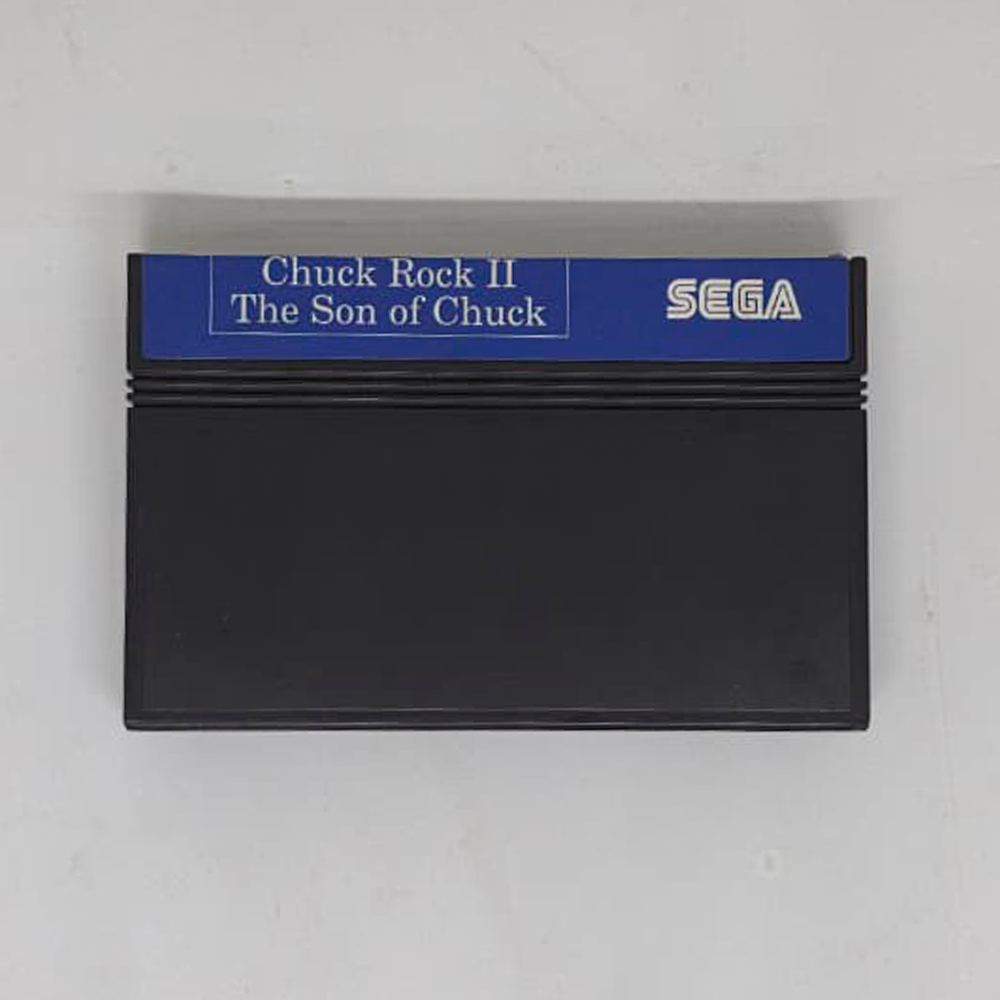 Chuck Rock II
The Son of Chuck
SEGA